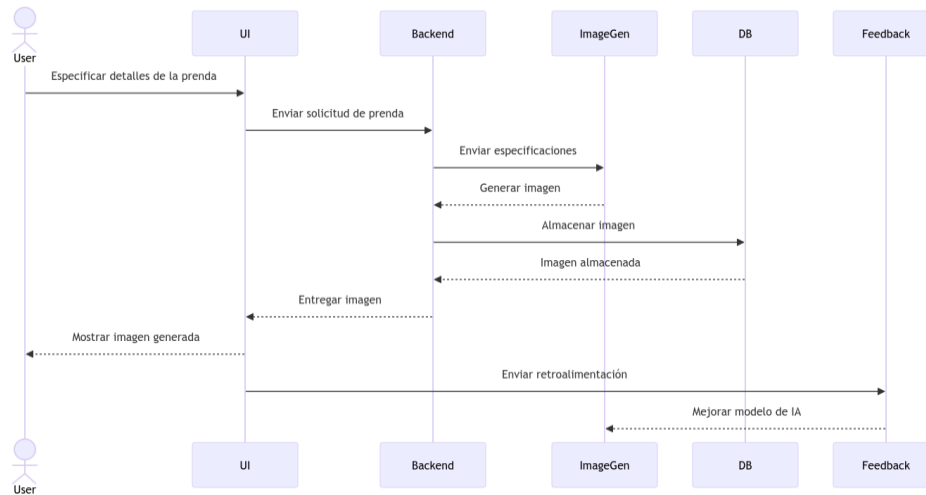 User
UI
Backend
ImageGen
DB
Feedback
Especificar detalles de la prenda
Enviar solicitud de prenda
Enviar especificaciones
Generar imagen
Almacenar imagen
Imagen almacenada
Entregar imagen
Mostrar imagen generada
Enviar retroalimentación
Mejorar modelo de IA
User
UI
Backend
ImageGen
DB
Feedback